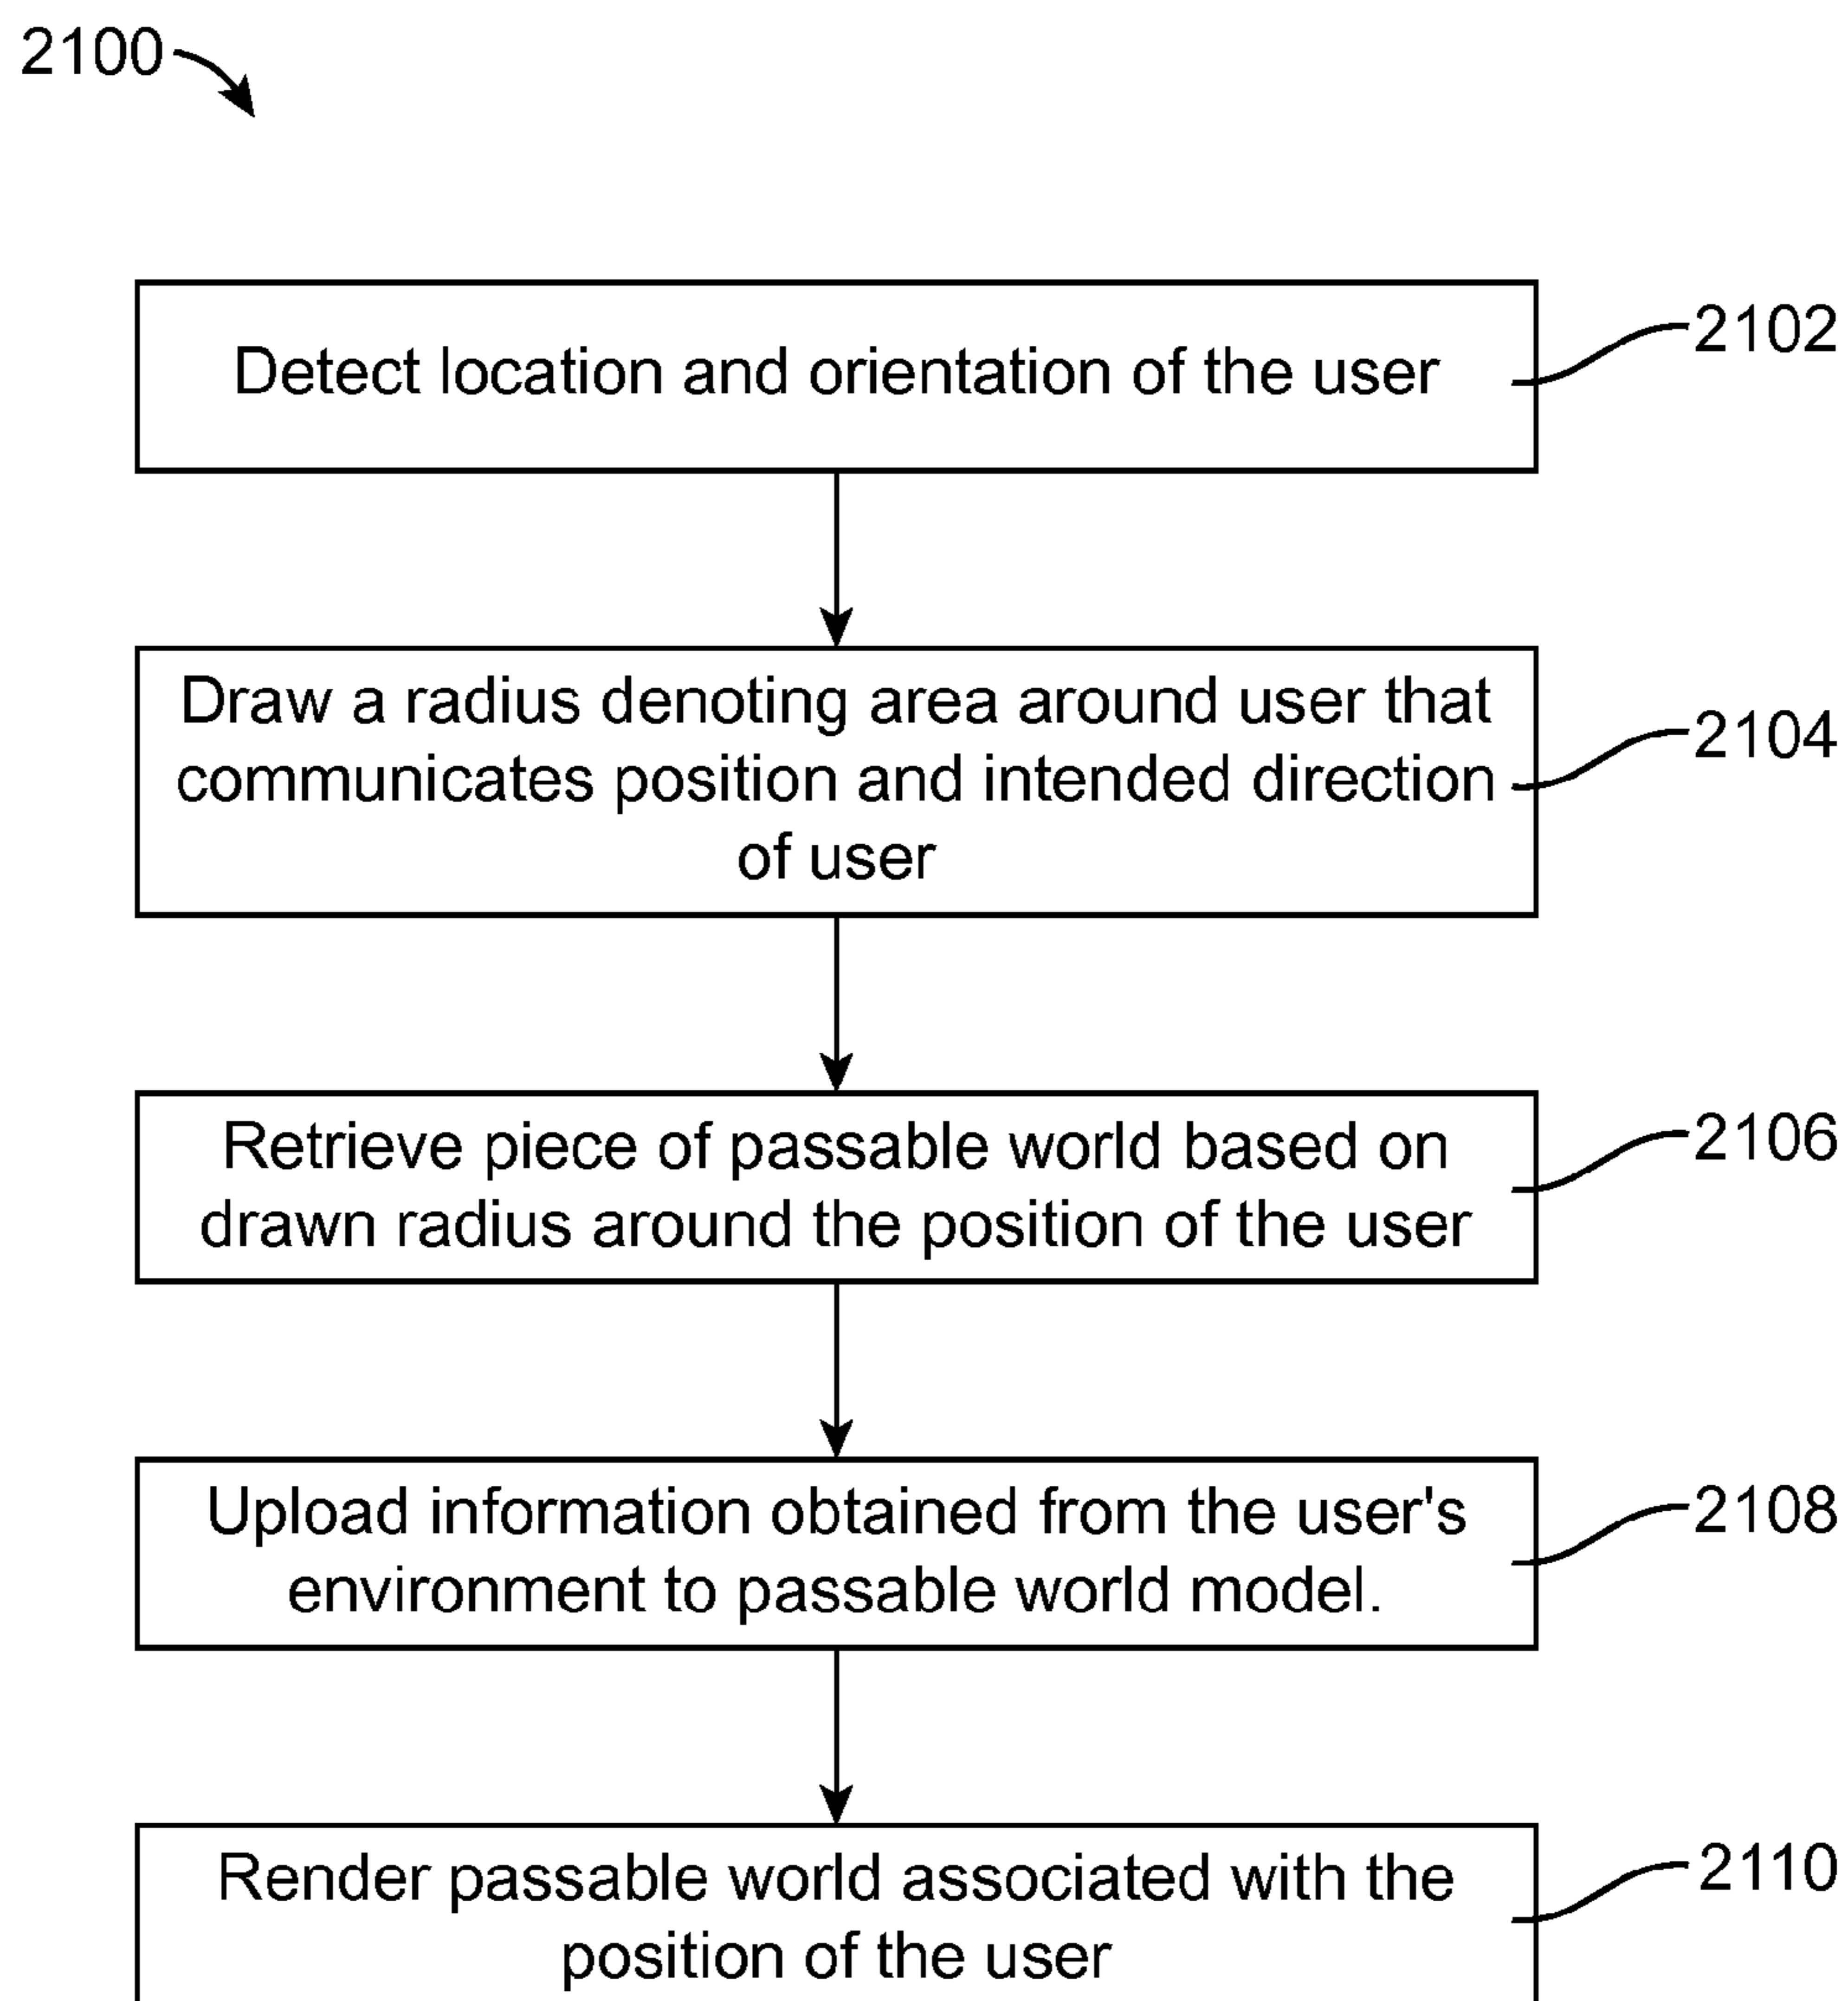 2100
Detect location and orientation of the user
2102
Draw a radius denoting area around user that
communicates position and intended direction
of user
2104
Retrieve piece of passable world based on
drawn radius around the position of the user
2106
Upload information obtained from the user's
environment to passable world model.
2108
Render passable world associated with the
position of the user
2110